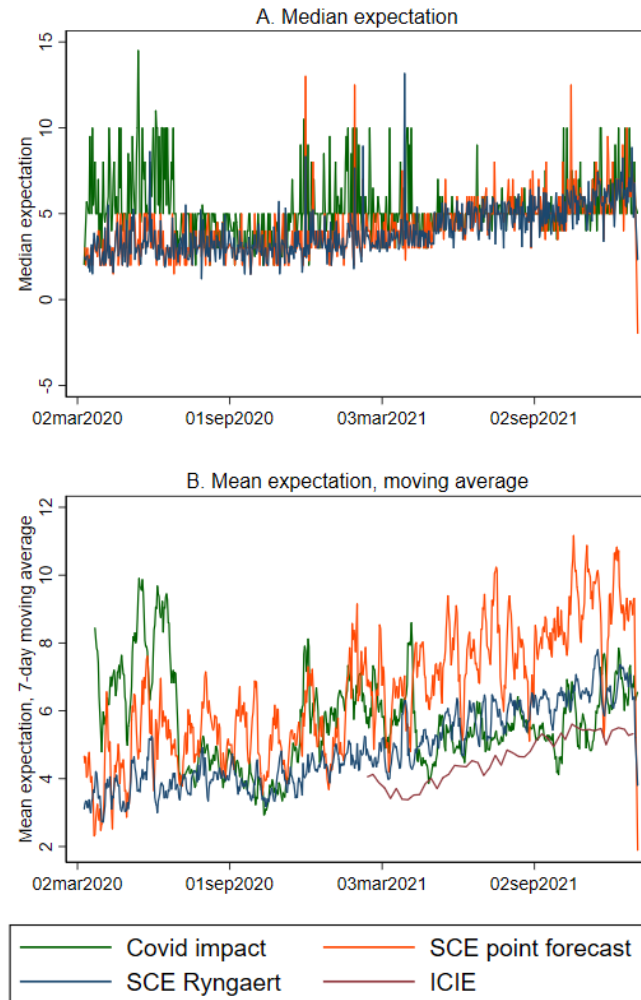 A. Median expectation
15
10
5
0
-5
Median expectation
02mar2020 01sep2020 03mar2021 02sep2021
B. Mean expectation, moving average
12
10
8
6
4
2
Mean expectation, 7-day moving average
02mar2020 01sep2020 03mar2021 02sep2021
Covid impact SCE point forecast
SCE Ryngaert ICIE